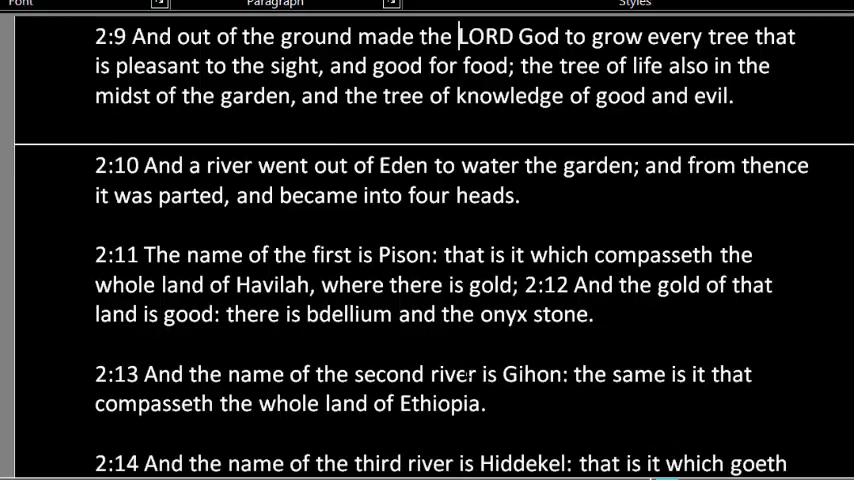 Font Paragraph Styles
2:9 And out of the ground made the LORD God to grow every tree that
is pleasant to the sight, and good for food; the tree of life also in the
midst of the garden, and the tree of knowledge of good and evil.
2:10 And a river went out of Eden to water the garden; and from thence
it was parted, and became into four heads.
2:11 The name of the first is Pison: that is it which compasseth the
whole land of Havilah, where there is gold; 2:12 And the gold of that
land is good: there is bdellium and the onyx stone.
2:13 And the name of the second river is Gihon: the same is it that
compasseth the whole land of Ethiopia.
2:14 And the name of the third river is Hiddekel: that is it which goeth